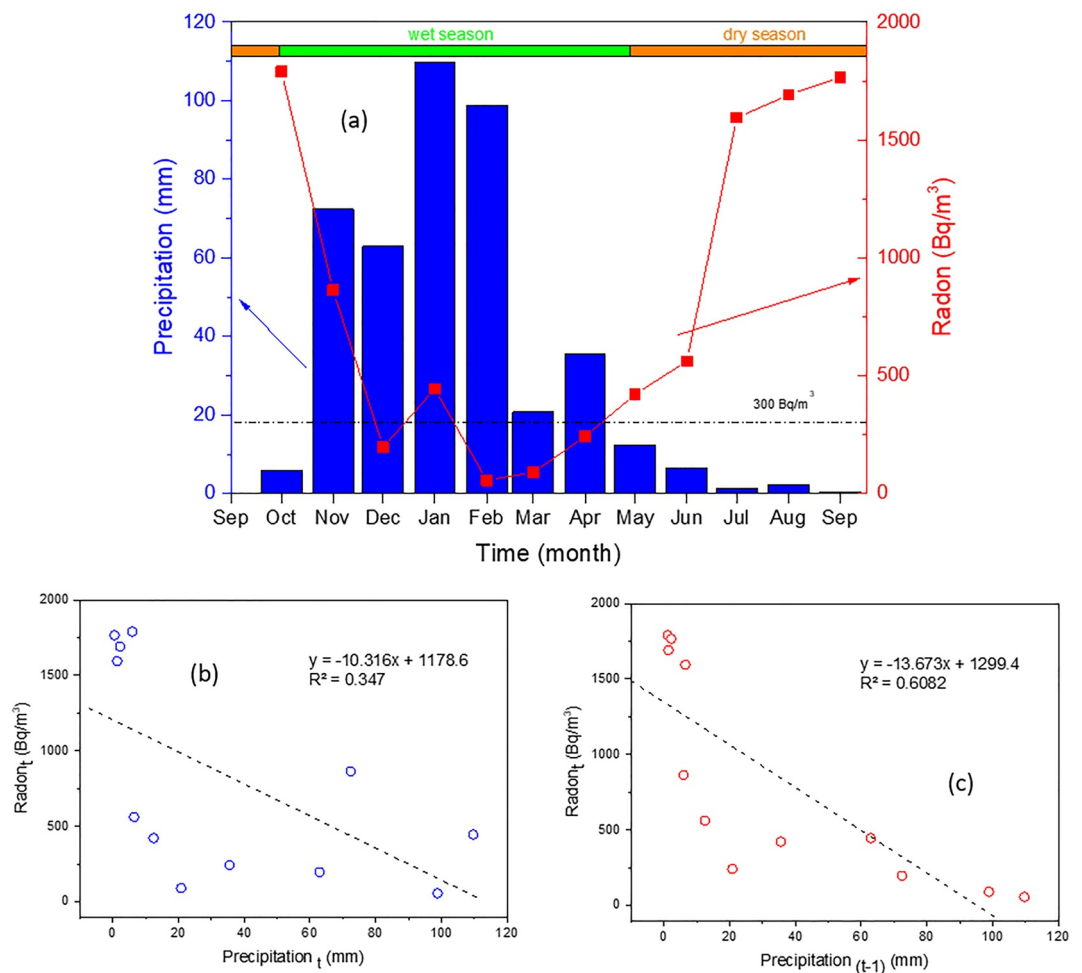 wet season dry season
(a)
Precipitation (mm)
120
100
80
60
40
20
0
Radon (Bq/m³)
2000
1500
1000
500
0
300 Bq/m³
Sep Oct Nov Dec Jan Feb Mar Apr May Jun Jul Aug Sep
Time (month)
(b)
y = -10.316x + 1178.6
R² = 0.347
Radon t (Bq/m³)
2000
1500
1000
500
0
0 20 40 60 80 100 120
Precipitation t (mm)
(c)
y = -13.673x + 1299.4
R² = 0.6082
Radon t (Bq/m³)
2000
1500
1000
500
0
0 20 40 60 80 100 120
Precipitation (t-1) (mm)